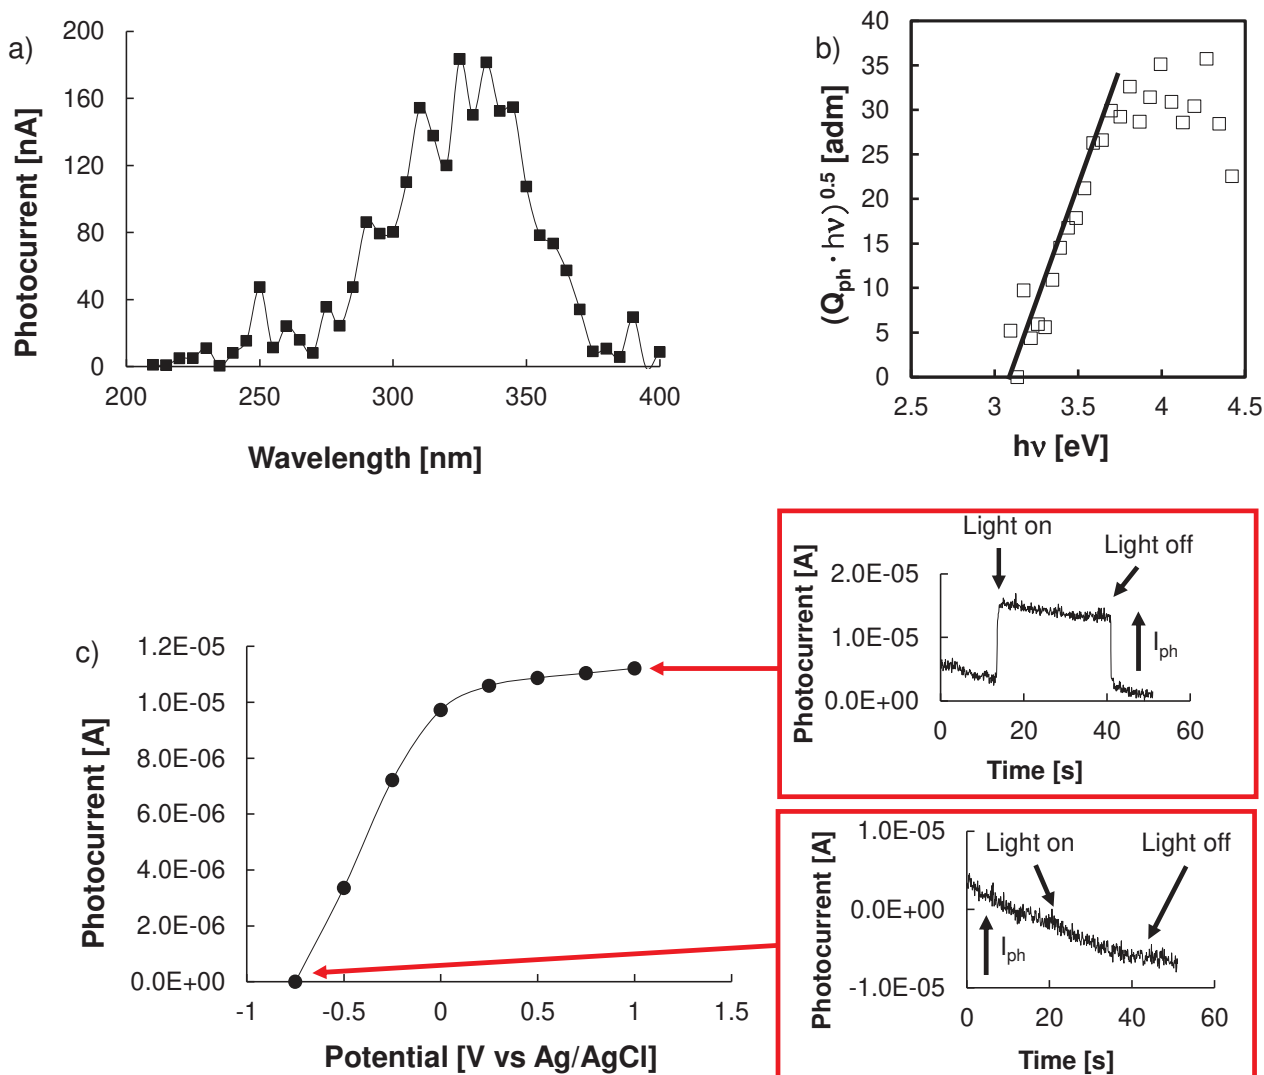 a)
Photocurrent [nA]
200
160
120
80
40
0
200 250 300 350 400
Wavelength [nm]
b)
(Qph · hν)0.5 [adm]
40
35
30
25
20
15
10
5
0
2.5 3 3.5 4 4.5
hν [eV]
c)
Photocurrent [A]
1.2E-05
1.0E-05
8.0E-06
6.0E-06
4.0E-06
2.0E-06
0.0E+00
-1 -0.5 0 0.5 1 1.5
Potential [V vs Ag/AgCl]
Light on
Light off
Photocurrent [A]
2.0E-05
1.0E-05
0.0E+00
Iph
0 20 40 60
Time [s]
Photocurrent [A]
1.0E-05
Light on Light off
0.0E+00
Iph
-1.0E-05
0 20 40 60
Time [s]